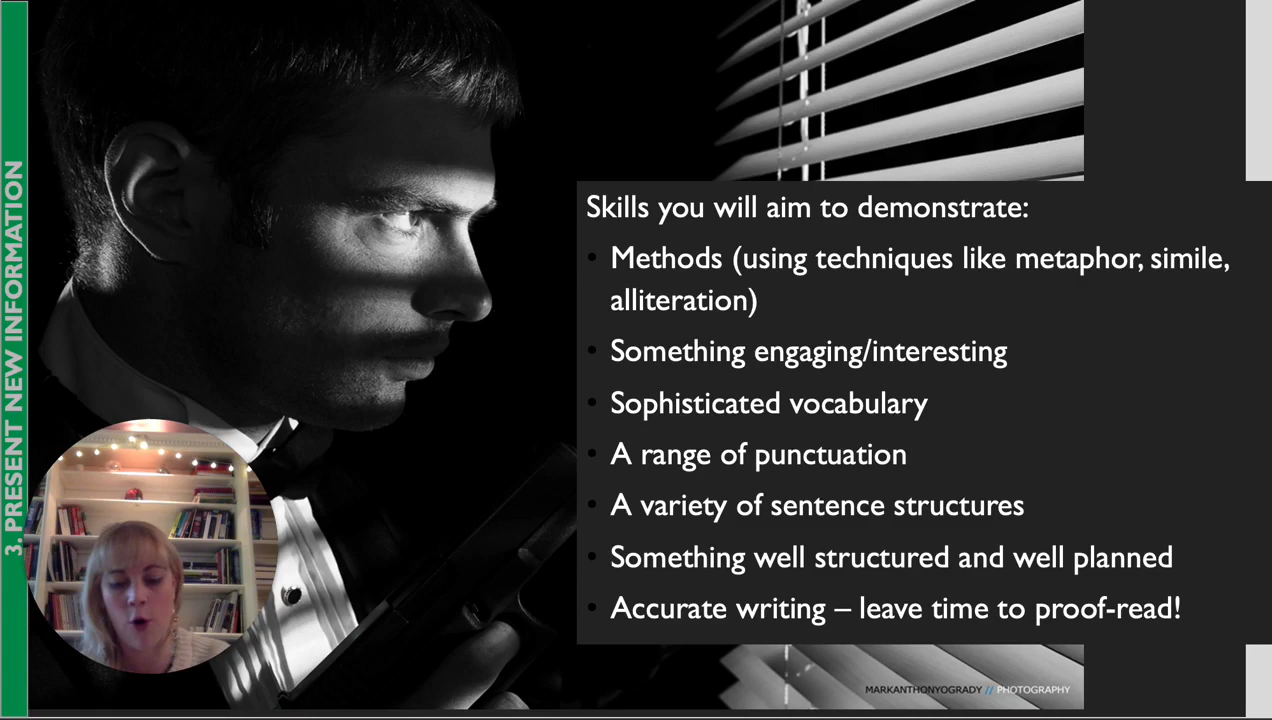 3. PRESENT NEW INFORMATION
Skills you will aim to demonstrate:
• Methods (using techniques like metaphor, simile,
alliteration)
• Something engaging/interesting
• Sophisticated vocabulary
• A range of punctuation
• A variety of sentence structures
• Something well structured and well planned
• Accurate writing – leave time to proof-read!
MARKANTHONYOGRADY // PHOTOGRAPHY